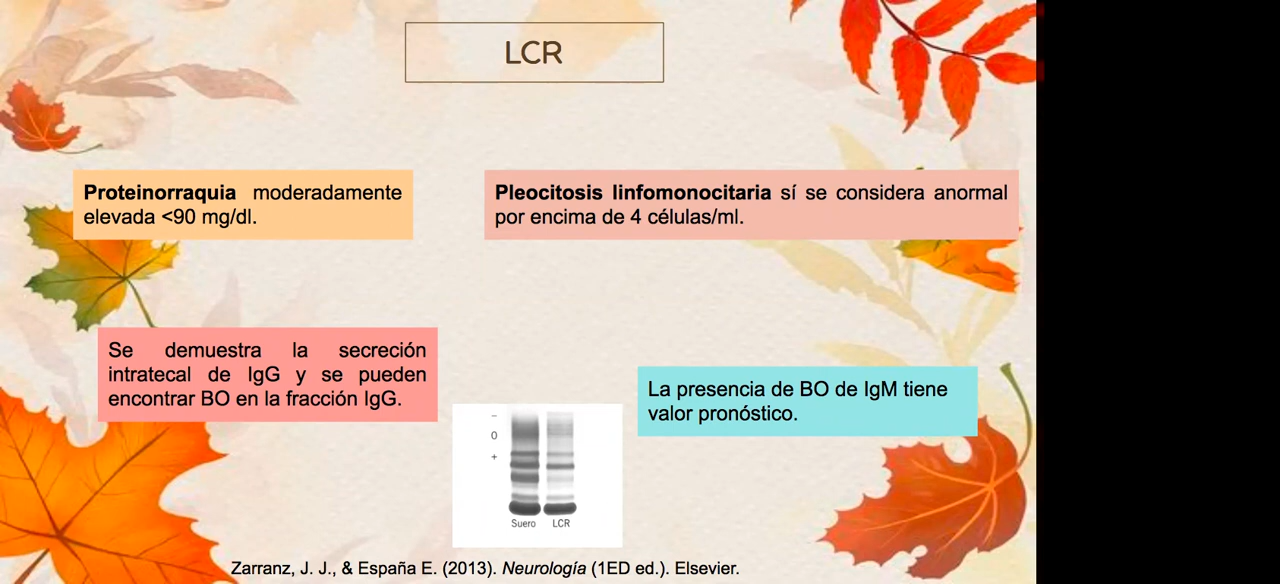 LCR
Proteinorraquia moderadamente
elevada <90 mg/dl.
Pleocitosis linfomonocitaria sí se considera anormal
por encima de 4 células/ml.
Se demuestra la secreción
intratecal de IgG y se pueden
encontrar BO en la fracción IgG.
La presencia de BO de IgM tiene
valor pronóstico.
–
0
+
Suero LCR
Zarranz, J. J., & España E. (2013). Neurología (1ED ed.). Elsevier.